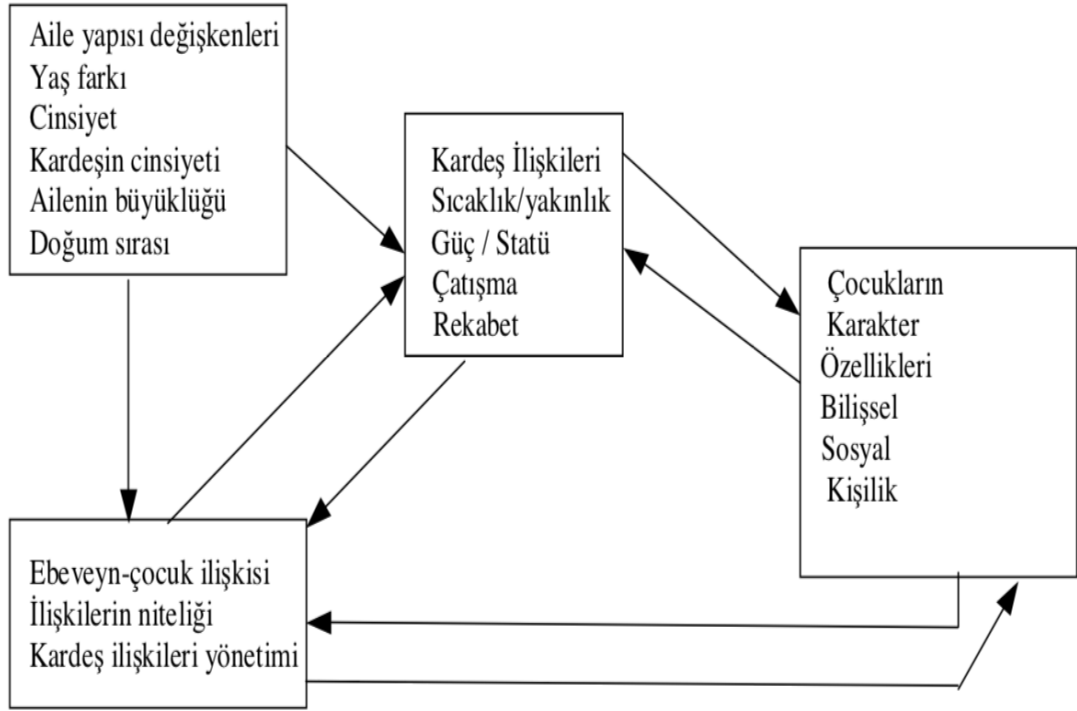 Aile yapısı değişkenleri
Yaş farkı
Cinsiyet
Kardeşin cinsiyeti
Ailenin büyüklüğü
Doğum sırası
Kardeş İlişkileri
Sıcaklık/yakınlık
Güç / Statü
Çatışma
Rekabet
Çocukların
Karakter
Özellikleri
Bilişsel
Sosyal
Kişilik
Ebeveyn-çocuk ilişkisi
İlişkilerin niteliği
Kardeş ilişkileri yönetimi